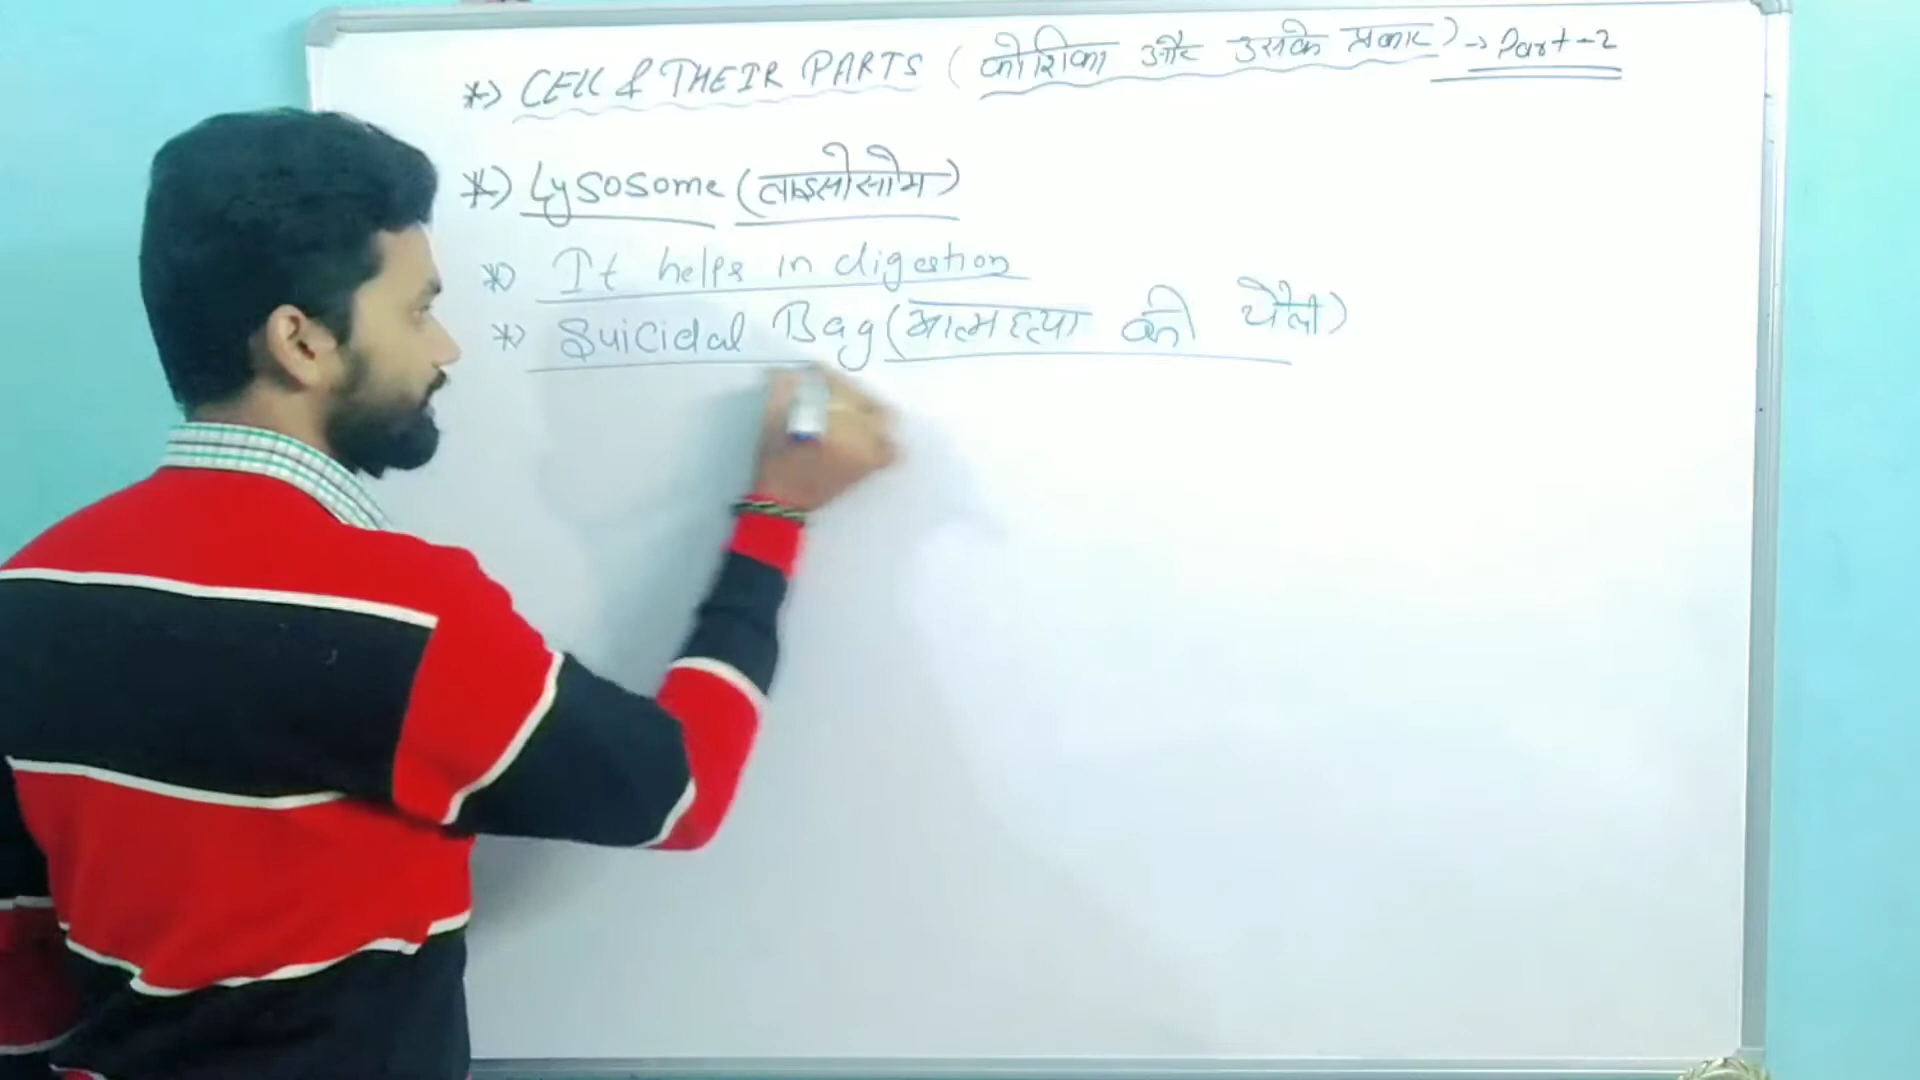 *) CELL & THEIR PARTS (कोशिका और उसके प्रकार) → Part-2
*) Lysosome (लाइसोसोम)
*) It helps in digestion
*) Suicidal Bag (आत्महत्या की थैली)